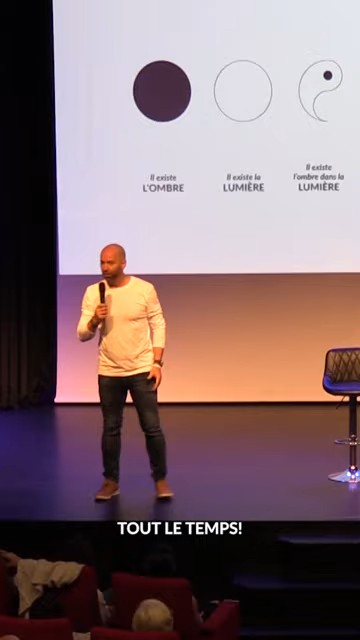 Il existe
L'OMBRE
Il existe la
LUMIÈRE
Il existe
l'ombre dans la
LUMIÈRE
TOUT LE TEMPS!